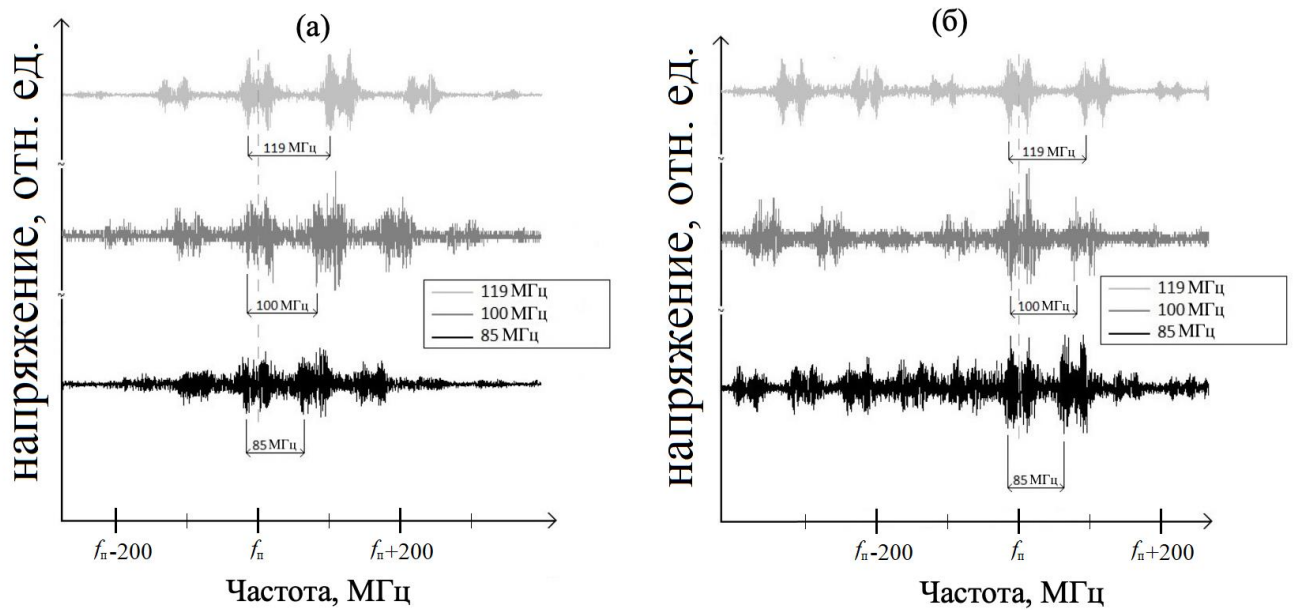 (а)
напряжение, отн. ед.
119 МГц
100 МГц
119 МГц
100 МГц
85 МГц
85 МГц
fп-200
fп
fп+200
Частота, МГц
(б)
напряжение, отн. ед.
119 МГц
100 МГц
119 МГц
100 МГц
85 МГц
85 МГц
fп-200
fп
fп+200
Частота, МГц